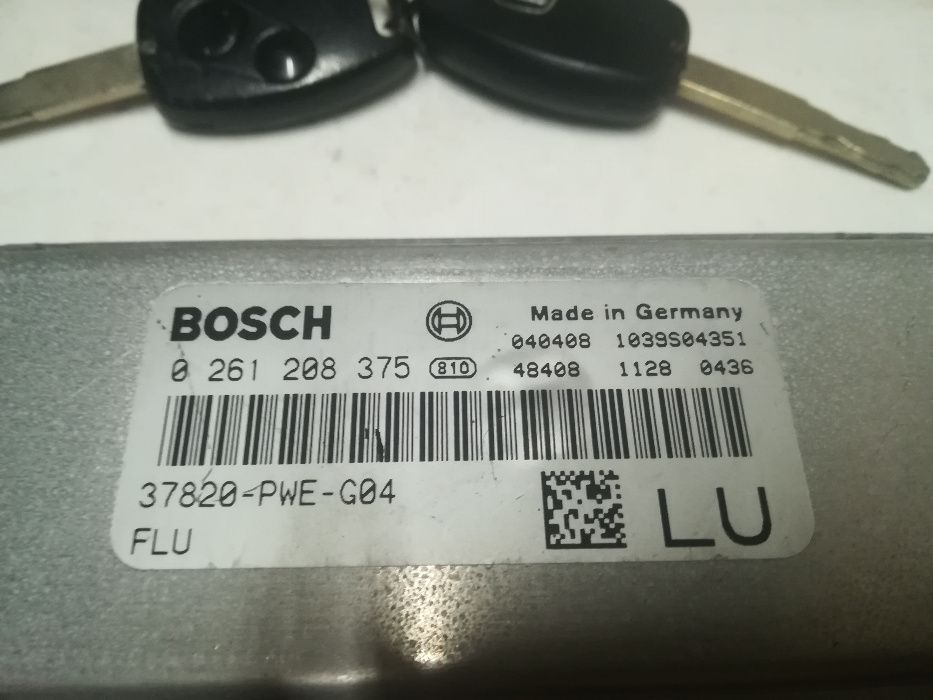 BOSCH
Made in Germany
040408 1039S04351
0 261 208 375 810 48408 1128 0436
37820-PWE-G04
FLU
LU